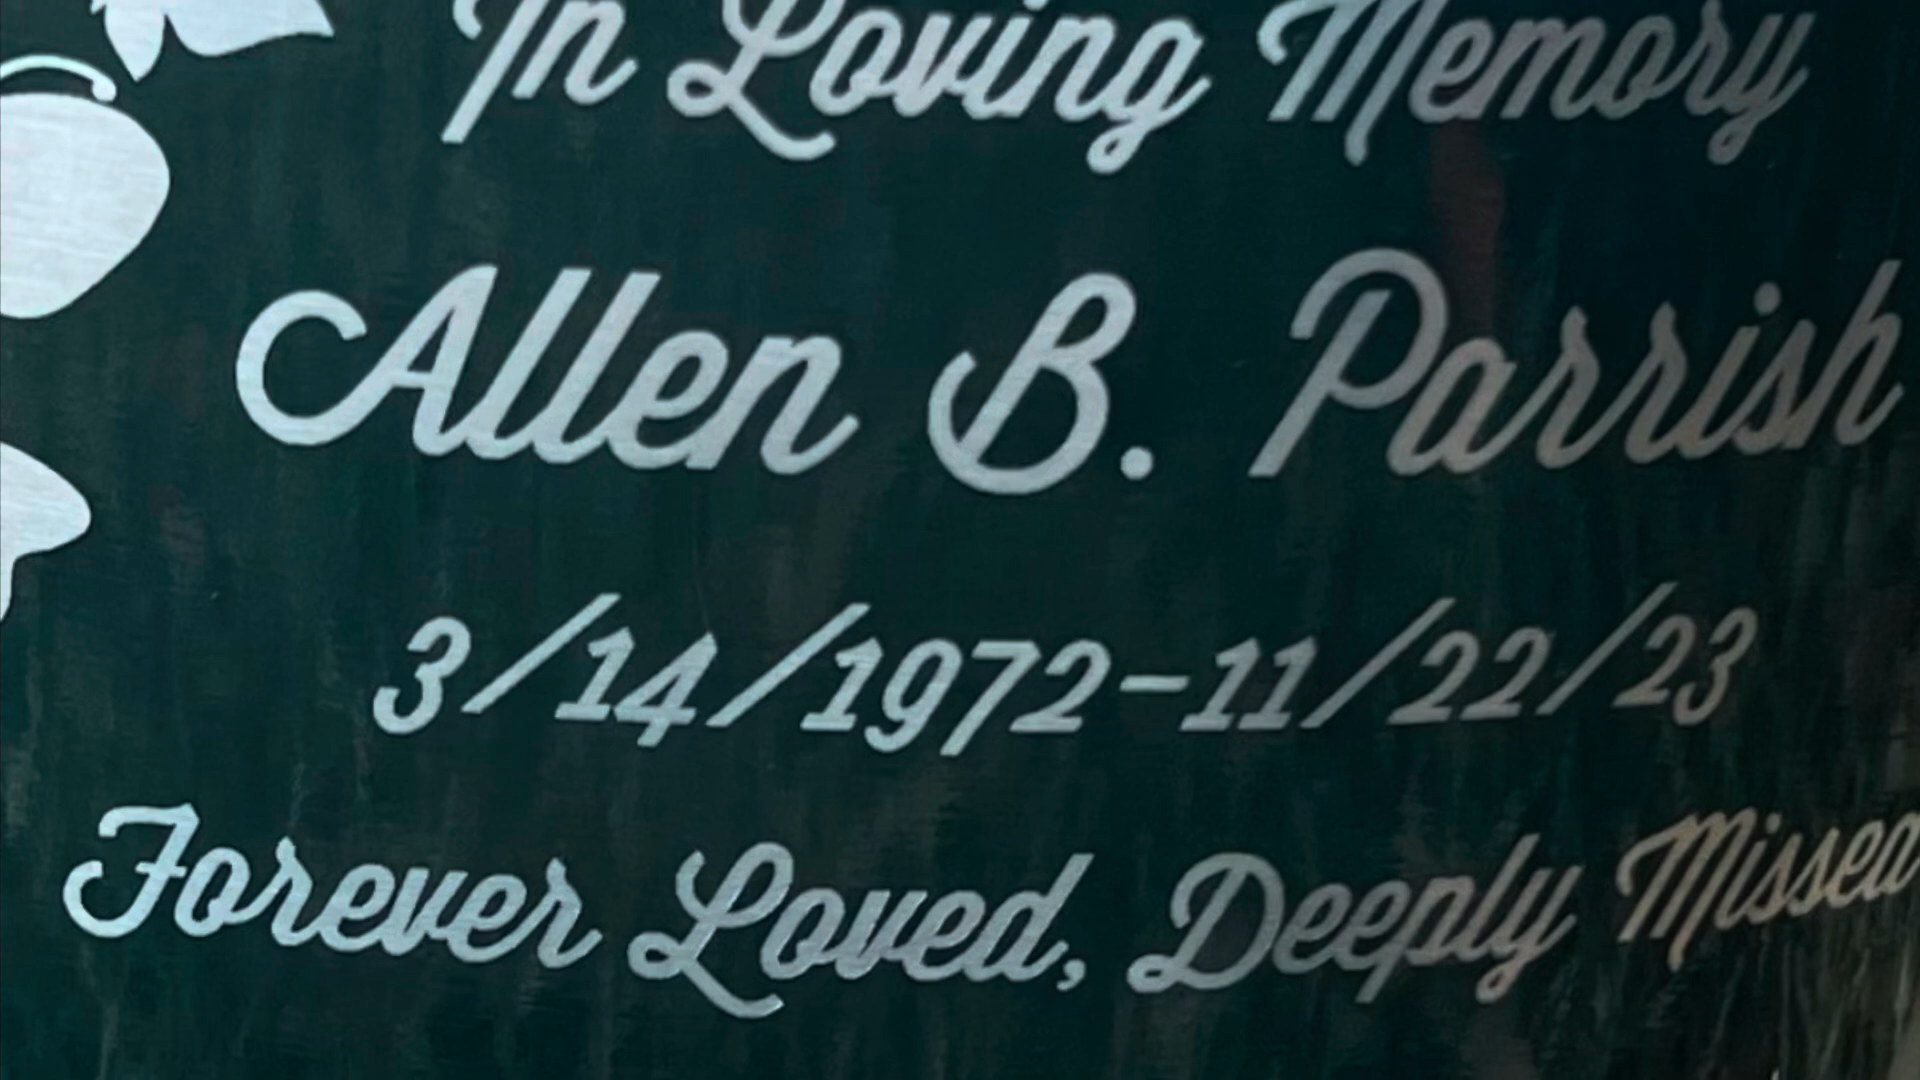 In Loving Memory
Allen B. Parrish
3/14/1972-11/22/23
Forever Loved, Deeply Missed